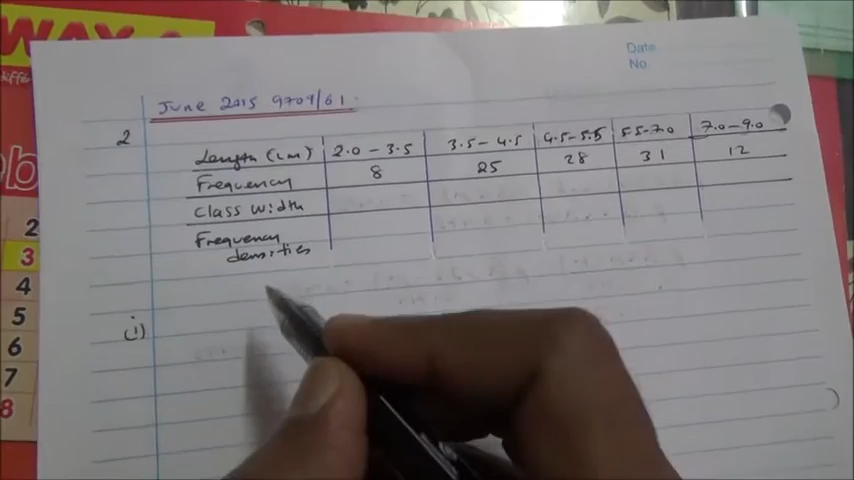 WAY
Date
No
June 2015 9709/61
2
Length (cm) 2.0 - 3.5 3.5 - 4.5 4.5-5.5 5.5-7.0 7.0-9.0
Frequency 8 25 28 31 12
Class Width
Frequency
densities
(i)
2
3
4
5
6
7
8